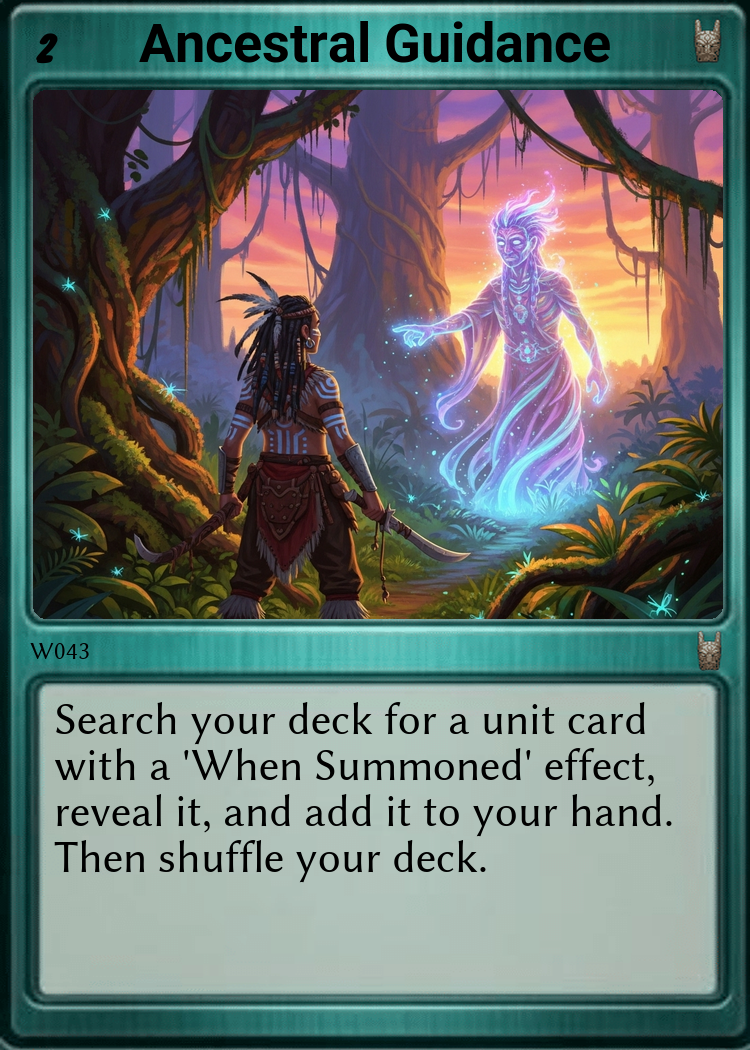 2
Ancestral Guidance
W043
Search your deck for a unit card
with a 'When Summoned' effect,
reveal it, and add it to your hand.
Then shuffle your deck.